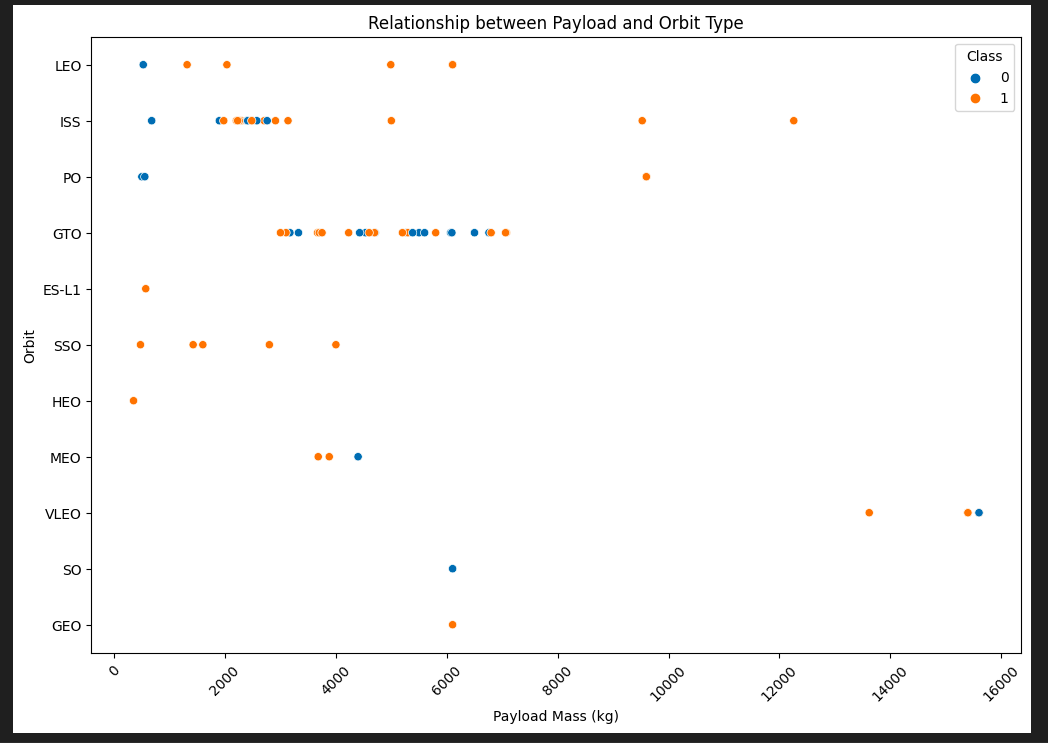 Relationship between Payload and Orbit Type
Class
0
1
LEO
ISS
PO
GTO
ES-L1
SSO
HEO
MEO
VLEO
SO
GEO
Orbit
0
2000
4000
6000
8000
10000
12000
14000
16000
Payload Mass (kg)